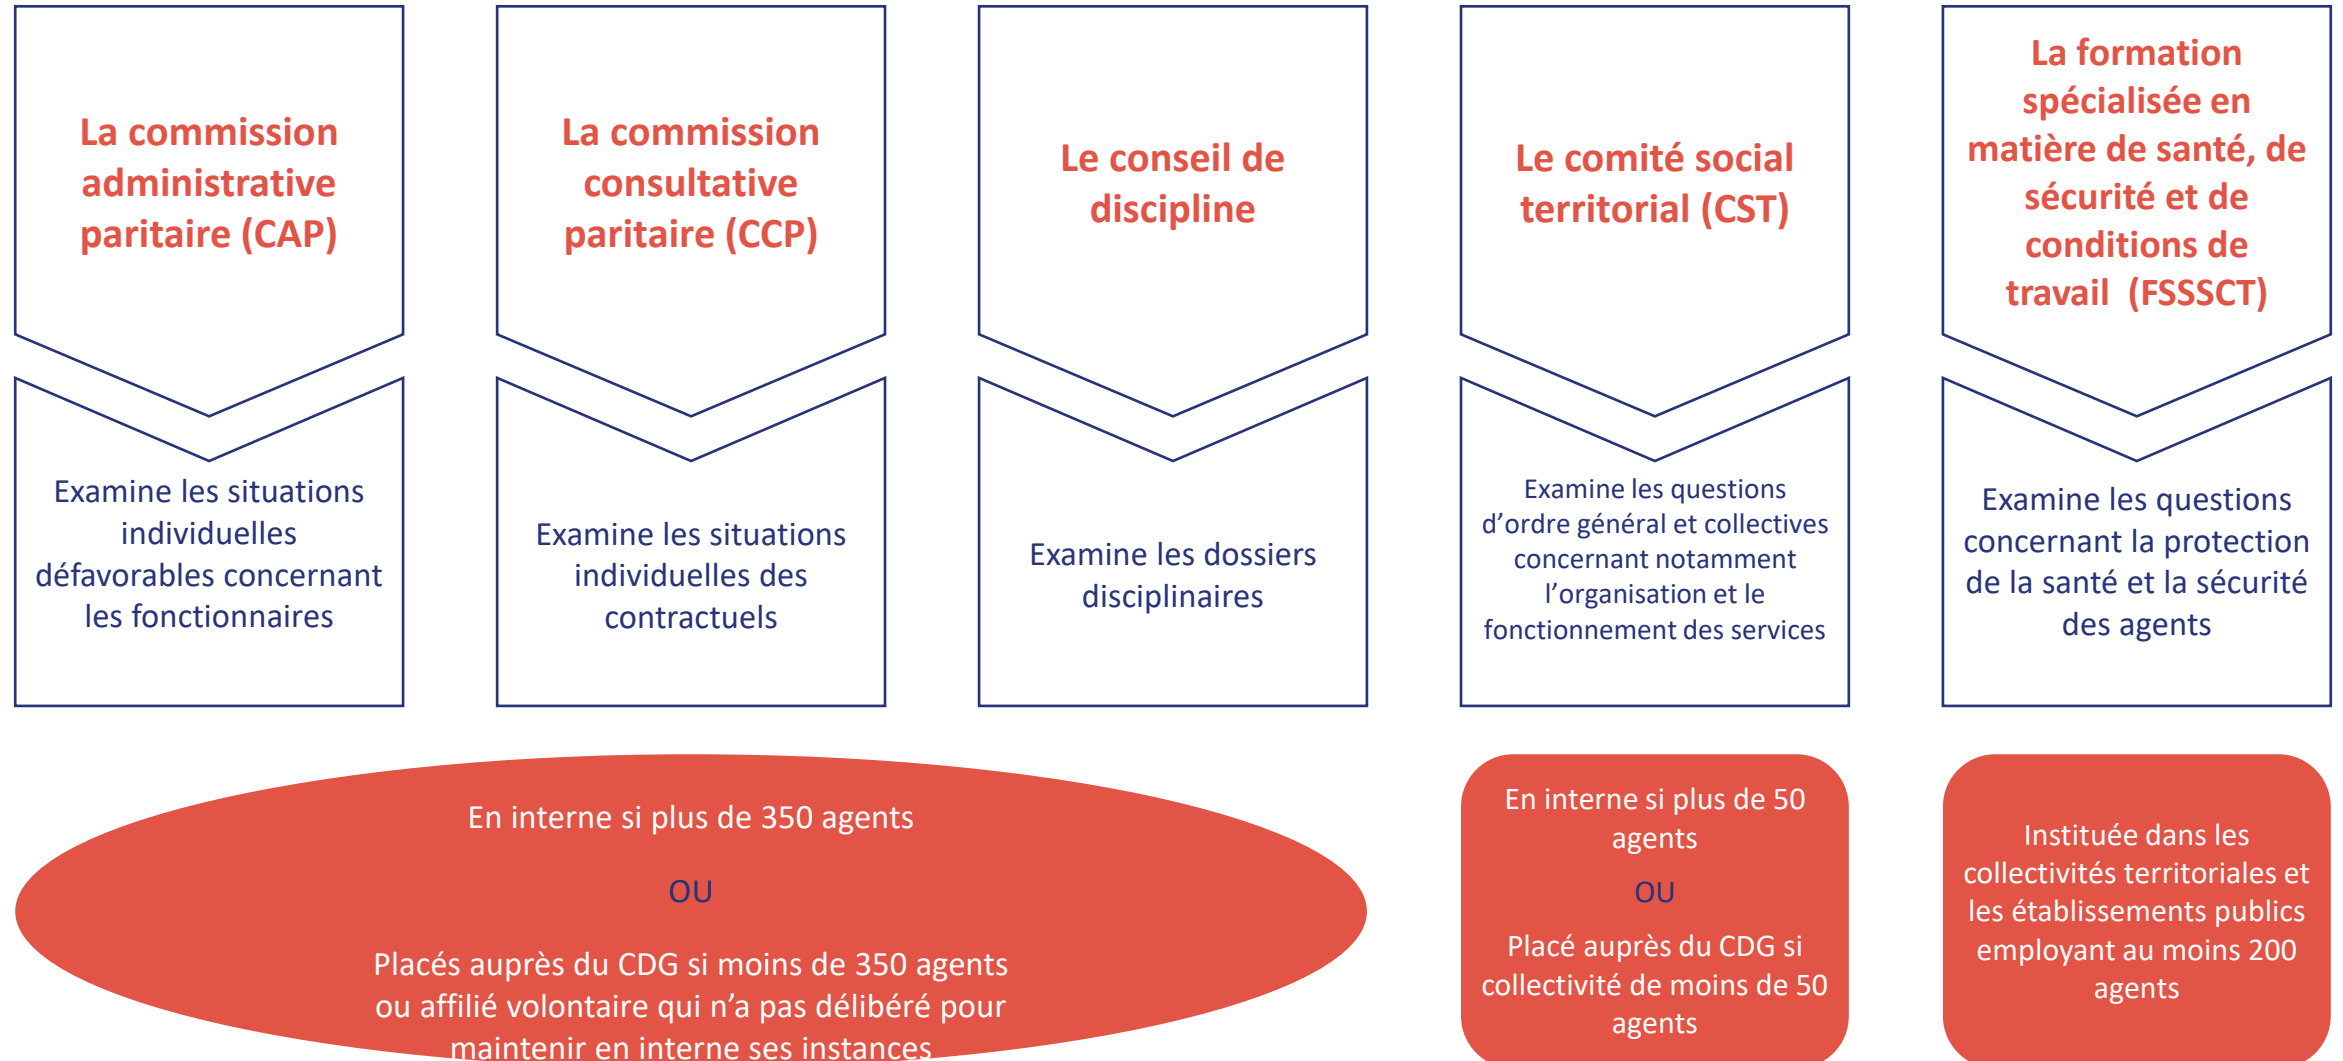 La commission
administrative
paritaire (CAP)
Examine les situations
individuelles
défavorables concernant
les fonctionnaires
La commission
consultative
paritaire (CCP)
Examine les situations
individuelles des
contractuels
Le conseil de
discipline
Examine les dossiers
disciplinaires
Le comité social
territorial (CST)
Examine les questions
d’ordre général et collectives
concernant notamment
l’organisation et le
fonctionnement des services
La formation
spécialisée en
matière de santé, de
sécurité et de
conditions de
travail (FSSSCT)
Examine les questions
concernant la protection
de la santé et la sécurité
des agents
En interne si plus de 350 agents
OU
Placés auprès du CDG si moins de 350 agents
ou affilié volontaire qui n’a pas délibéré pour
maintenir en interne ses instances
En interne si plus de 50
agents
OU
Placé auprès du CDG si
collectivité de moins de 50
agents
Instituée dans les
collectivités territoriales et
les établissements publics
employant au moins 200
agents